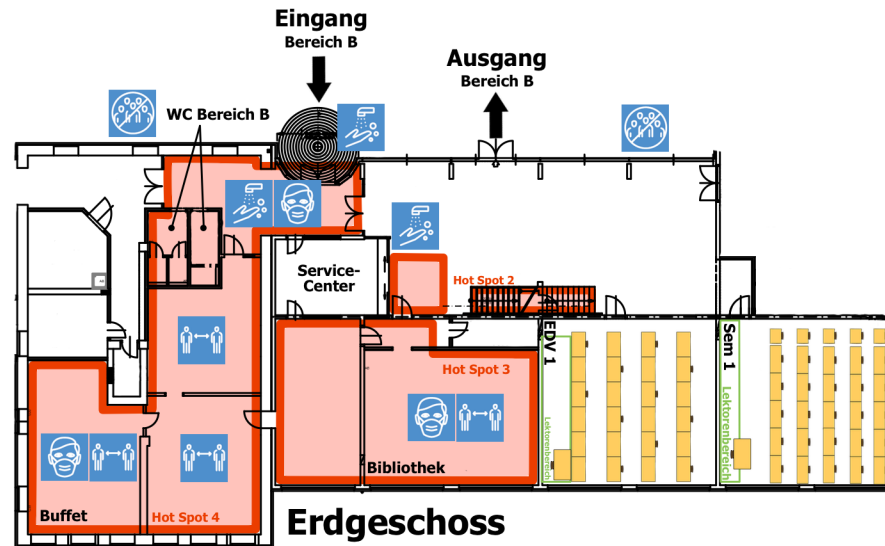 Eingang
Bereich B
Ausgang
Bereich B
WC Bereich B
Service-
Center
Hot Spot 2
EDV 1
Lektorenbereich
Sem 1
Lektorenbereich
Hot Spot 3
Bibliothek
Buffet
Hot Spot 4
Erdgeschoss